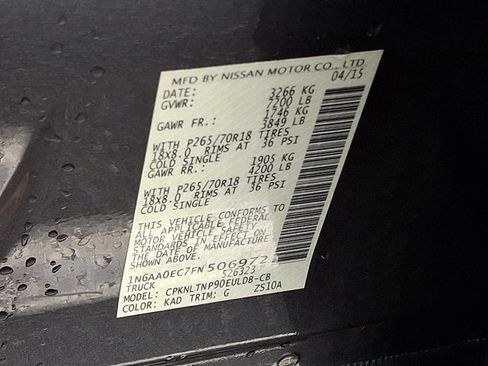 MFD BY NISSAN MOTOR CO., LTD.
DATE: 04/15
GVWR: 3266 KG
7200 LB
GAWR FR.: 1746 KG
3849 LB
WITH P265/70R18 TIRES
18X8.0 RIMS AT 36 PSI
COLD SINGLE
GAWR RR.: 1905 KG
4200 LB
WITH P265/70R18 TIRES
18X8.0 RIMS AT 36 PSI
COLD SINGLE
THIS VEHICLE CONFORMS TO
ALL APPLICABLE FEDERAL
MOTOR VEHICLE SAFETY
STANDARDS IN EFFECT ON
THE DATE OF MANUFACTURE
SHOWN ABOVE.
1N6AA0EC7FN506972
TRUCK 526323
MODEL: CPKNLTNP90EULDB-CB
COLOR: KAD TRIM: G ZS10A